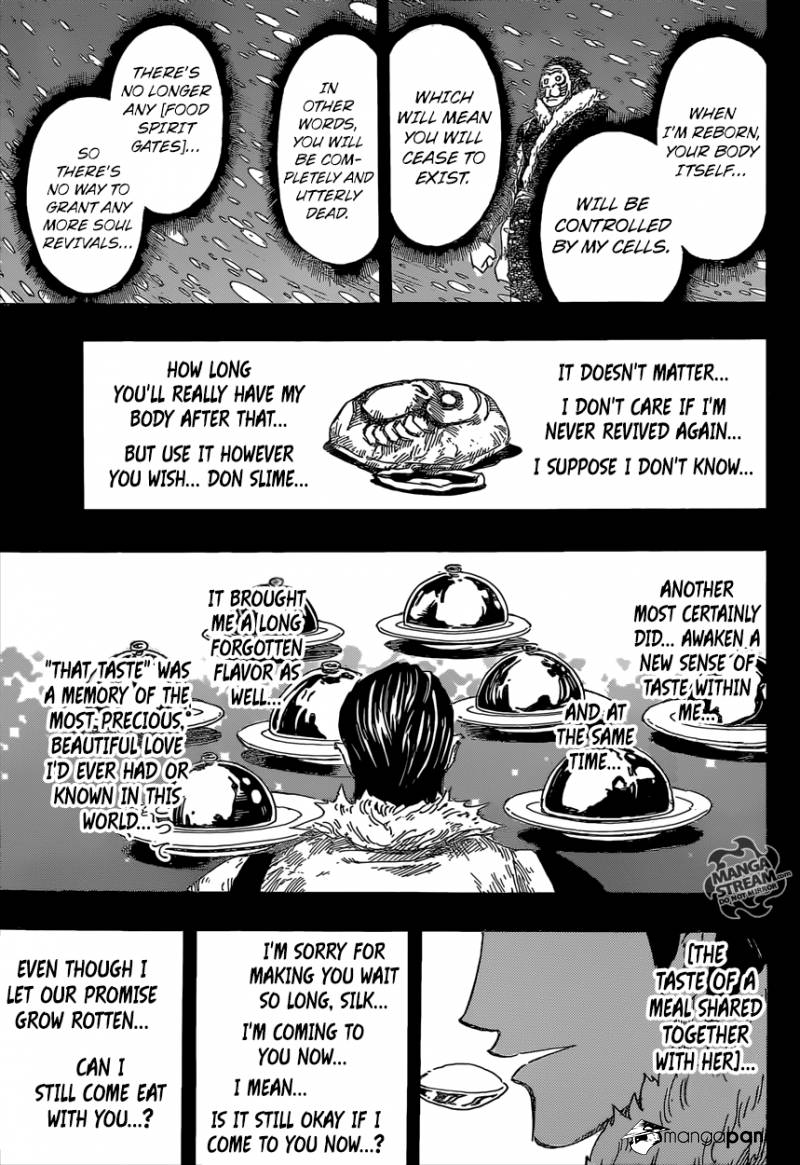 WHEN
I'M REBORN,
YOUR BODY
ITSELF...
WILL BE
CONTROLLED
BY MY CELLS.
WHICH
WILL MEAN
YOU WILL
CEASE TO
EXIST.
IN
OTHER
WORDS,
YOU WILL
BE COM-
PLETELY AND
UTTERLY
DEAD.
THERE'S
NO LONGER
ANY [FOOD
SPIRIT
GATES]...
SO
THERE'S
NO WAY TO
GRANT ANY
MORE SOUL
REVIVALS...
IT DOESN'T MATTER...
I DON'T CARE IF I'M
NEVER REVIVED AGAIN...
I SUPPOSE I DON'T KNOW...
HOW LONG
YOU'LL REALLY HAVE MY
BODY AFTER THAT...
BUT USE IT HOWEVER
YOU WISH... DON SLIME...
ANOTHER
MOST CERTAINLY
DID... AWAKEN A
NEW SENSE OF
TASTE WITHIN
ME...
AND AT
THE SAME
TIME...
IT BROUGHT
ME A LONG
FORGOTTEN
FLAVOR AS
WELL...
"THAT TASTE" WAS
A MEMORY OF THE
MOST PRECIOUS,
BEAUTIFUL LOVE
I'D EVER HAD OR
KNOWN IN THIS
WORLD...
MANGA
STREAM.com
DO NOT MIRROR
[THE
TASTE OF A
MEAL SHARED
TOGETHER
WITH HER]...
I'M SORRY FOR
MAKING YOU WAIT
SO LONG, SILK...
I'M COMING TO
YOU NOW...
I MEAN...
IS IT STILL OKAY IF I
COME TO YOU NOW...?
EVEN THOUGH I
LET OUR PROMISE
GROW ROTTEN...
CAN I
STILL COME EAT
WITH YOU...?
mangapan